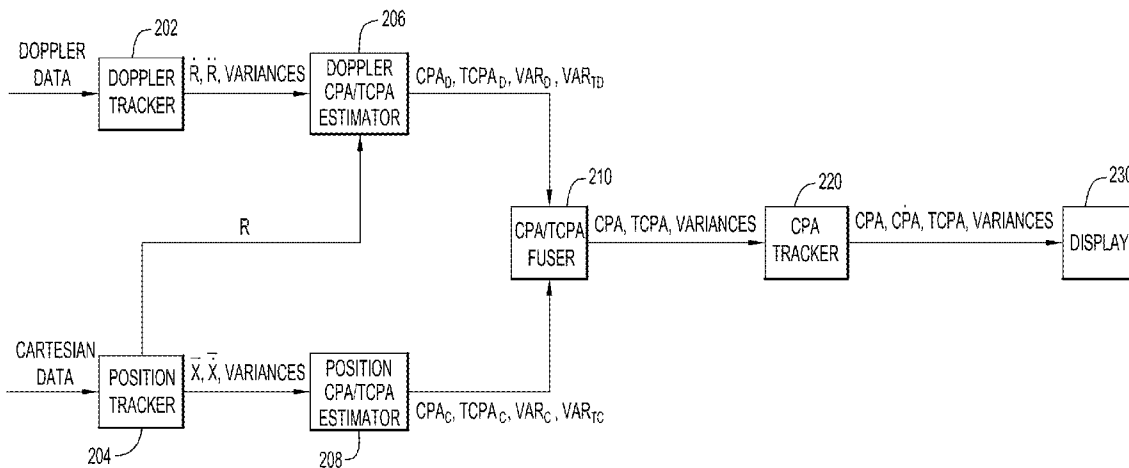 202
DOPPLER
DATA
DOPPLER
TRACKER
Ṙ, R̈, VARIANCES
206
DOPPLER
CPA/TCPA
ESTIMATOR
CPA_D, TCPA_D, VAR_D, VAR_TD
R
210
CPA/TCPA
FUSER
CPA, TCPA, VARIANCES
220
CPA
TRACKER
CPA, CṖA, TCPA, VARIANCES
230
DISPLAY
CARTESIAN
DATA
POSITION
TRACKER
204
X̅, Ẋ̅, VARIANCES
POSITION
CPA/TCPA
ESTIMATOR
208
CPA_C, TCPA_C, VAR_C, VAR_TC